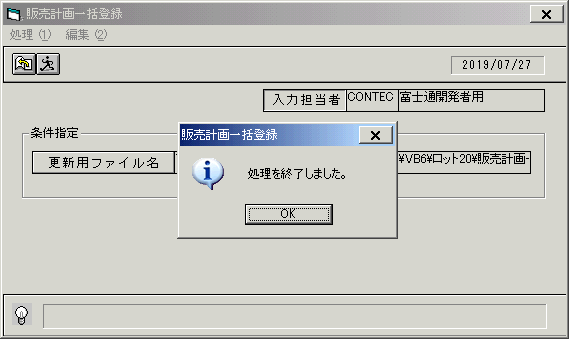 販売計画一括登録
処理 (1) 編集 (2)
2019/07/27
入力担当者 CONTEC 富士通開発者用
条件指定
更新用ファイル名 ¥VB6¥ロット20¥販売計画一
販売計画一括登録
処理を終了しました。
OK